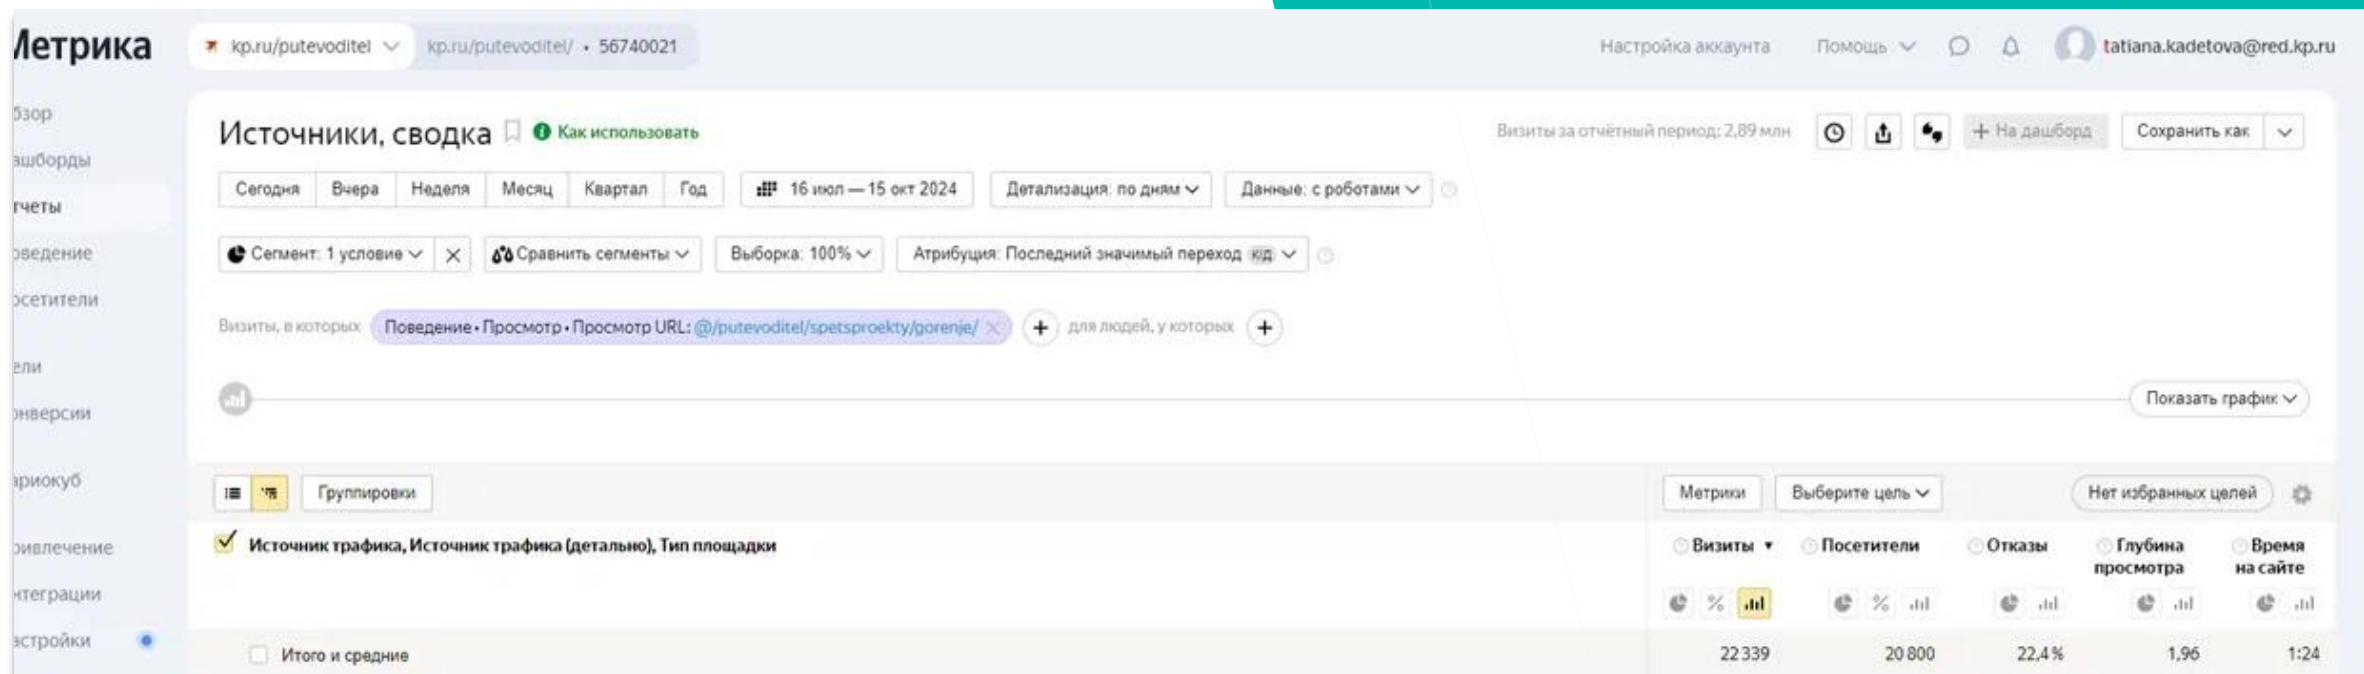 Метрика
kp.ru/putevoditel
kp.ru/putevoditel/ • 56740021
Настройка аккаунта
Помощь
tatiana.kadetova@red.kp.ru
бзор
ашборды
тчеты
оведение
осетители
ели
онверсии
ариокуб
ривлечение
нтеграции
астройки
Источники, сводка
Как использовать
Визиты за отчётный период: 2,89 млн
+ На дашборд
Сохранить как
Сегодня Вчера Неделя Месяц Квартал Год
16 июл — 15 окт 2024
Детализация: по дням
Данные: с роботами
Сегмент: 1 условие
Сравнить сегменты
Выборка: 100%
Атрибуция: Последний значимый переход к/д
Визиты, в которых
Поведение • Просмотр • Просмотр URL: @/putevoditel/spetsproekty/gorenje/
для людей, у которых
Показать график
Группировки
Метрики
Выберите цель
Нет избранных целей
Источник трафика, Источник трафика (детально), Тип площадки
Визиты
Посетители
Отказы
Глубина
просмотра
Время
на сайте
Итого и средние
22 339
20 800
22,4 %
1,96
1:24